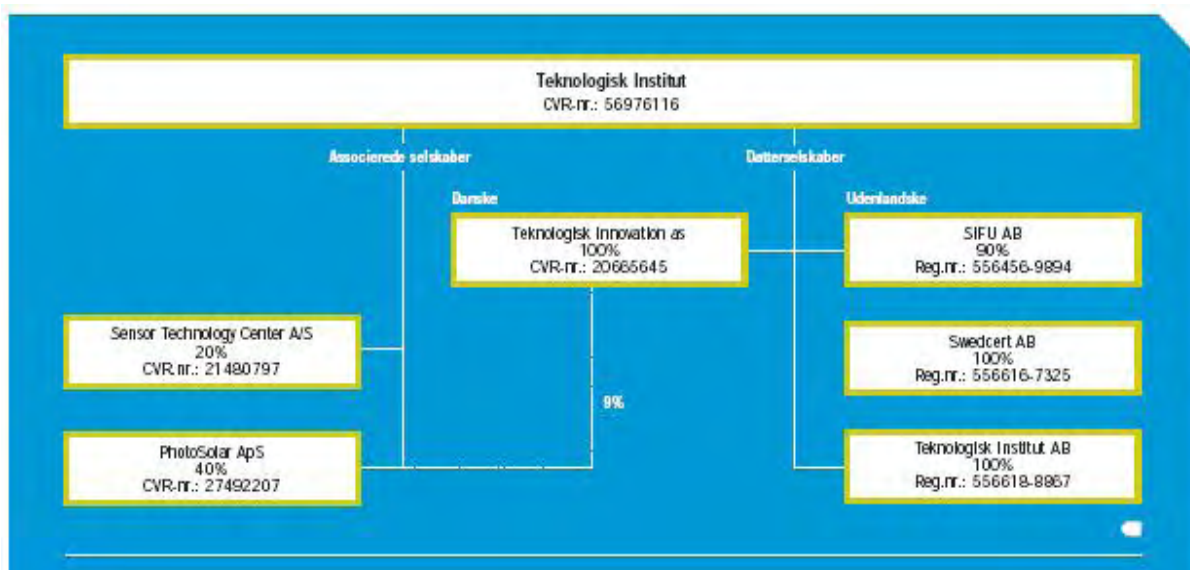 Teknologisk Institut
CVR-nr.: 56976116
Associerede selskaber
Datterselskaber
Danske
Udenlandske
Teknologisk Innovation as
100%
CVR-nr.: 20665645
SIFU AB
90%
Reg.nr.: 556456-9894
Sensor Technology Center A/S
20%
CVR.nr.: 21480797
Swedcert AB
100%
Reg.nr.: 556616-7325
9%
PhotoSolar ApS
40%
CVR-nr.: 27492207
Teknologisk Institut AB
100%
Reg.nr.: 556618-8867